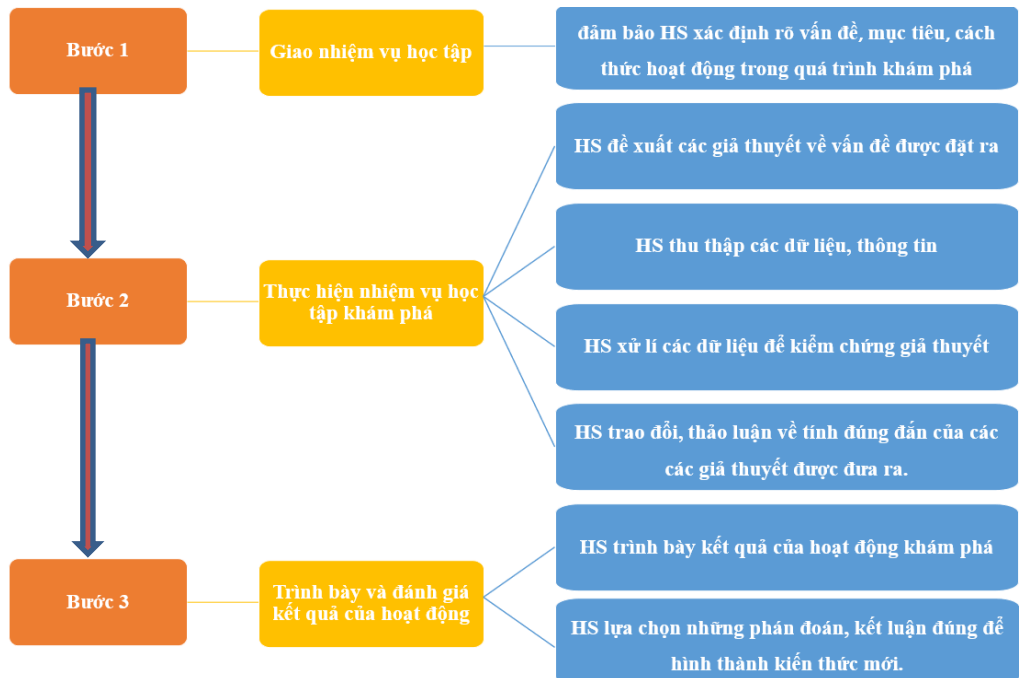 Bước 1
Giao nhiệm vụ học tập
đảm bảo HS xác định rõ vấn đề, mục tiêu, cách
thức hoạt động trong quá trình khám phá
Bước 2
Thực hiện nhiệm vụ học
tập khám phá
HS đề xuất các giả thuyết về vấn đề được đặt ra
HS thu thập các dữ liệu, thông tin
HS xử lí các dữ liệu để kiểm chứng giả thuyết
HS trao đổi, thảo luận về tính đúng đắn của các
các giả thuyết được đưa ra.
Bước 3
Trình bày và đánh giá
kết quả của hoạt động
HS trình bày kết quả của hoạt động khám phá
HS lựa chọn những phán đoán, kết luận đúng để
hình thành kiến thức mới.